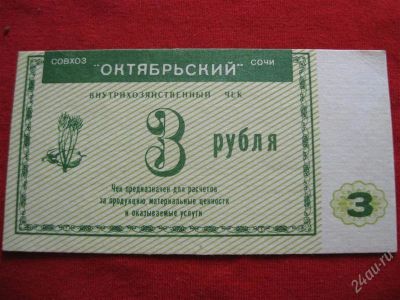 СОВХОЗ "ОКТЯБРЬСКИЙ" СОЧИ
ВНУТРИХОЗЯЙСТВЕННЫЙ ЧЕК
3 РУБЛЯ
Чек предназначен для расчетов
за продукцию, материальные ценности
и оказываемые услуги
3
24au.ru